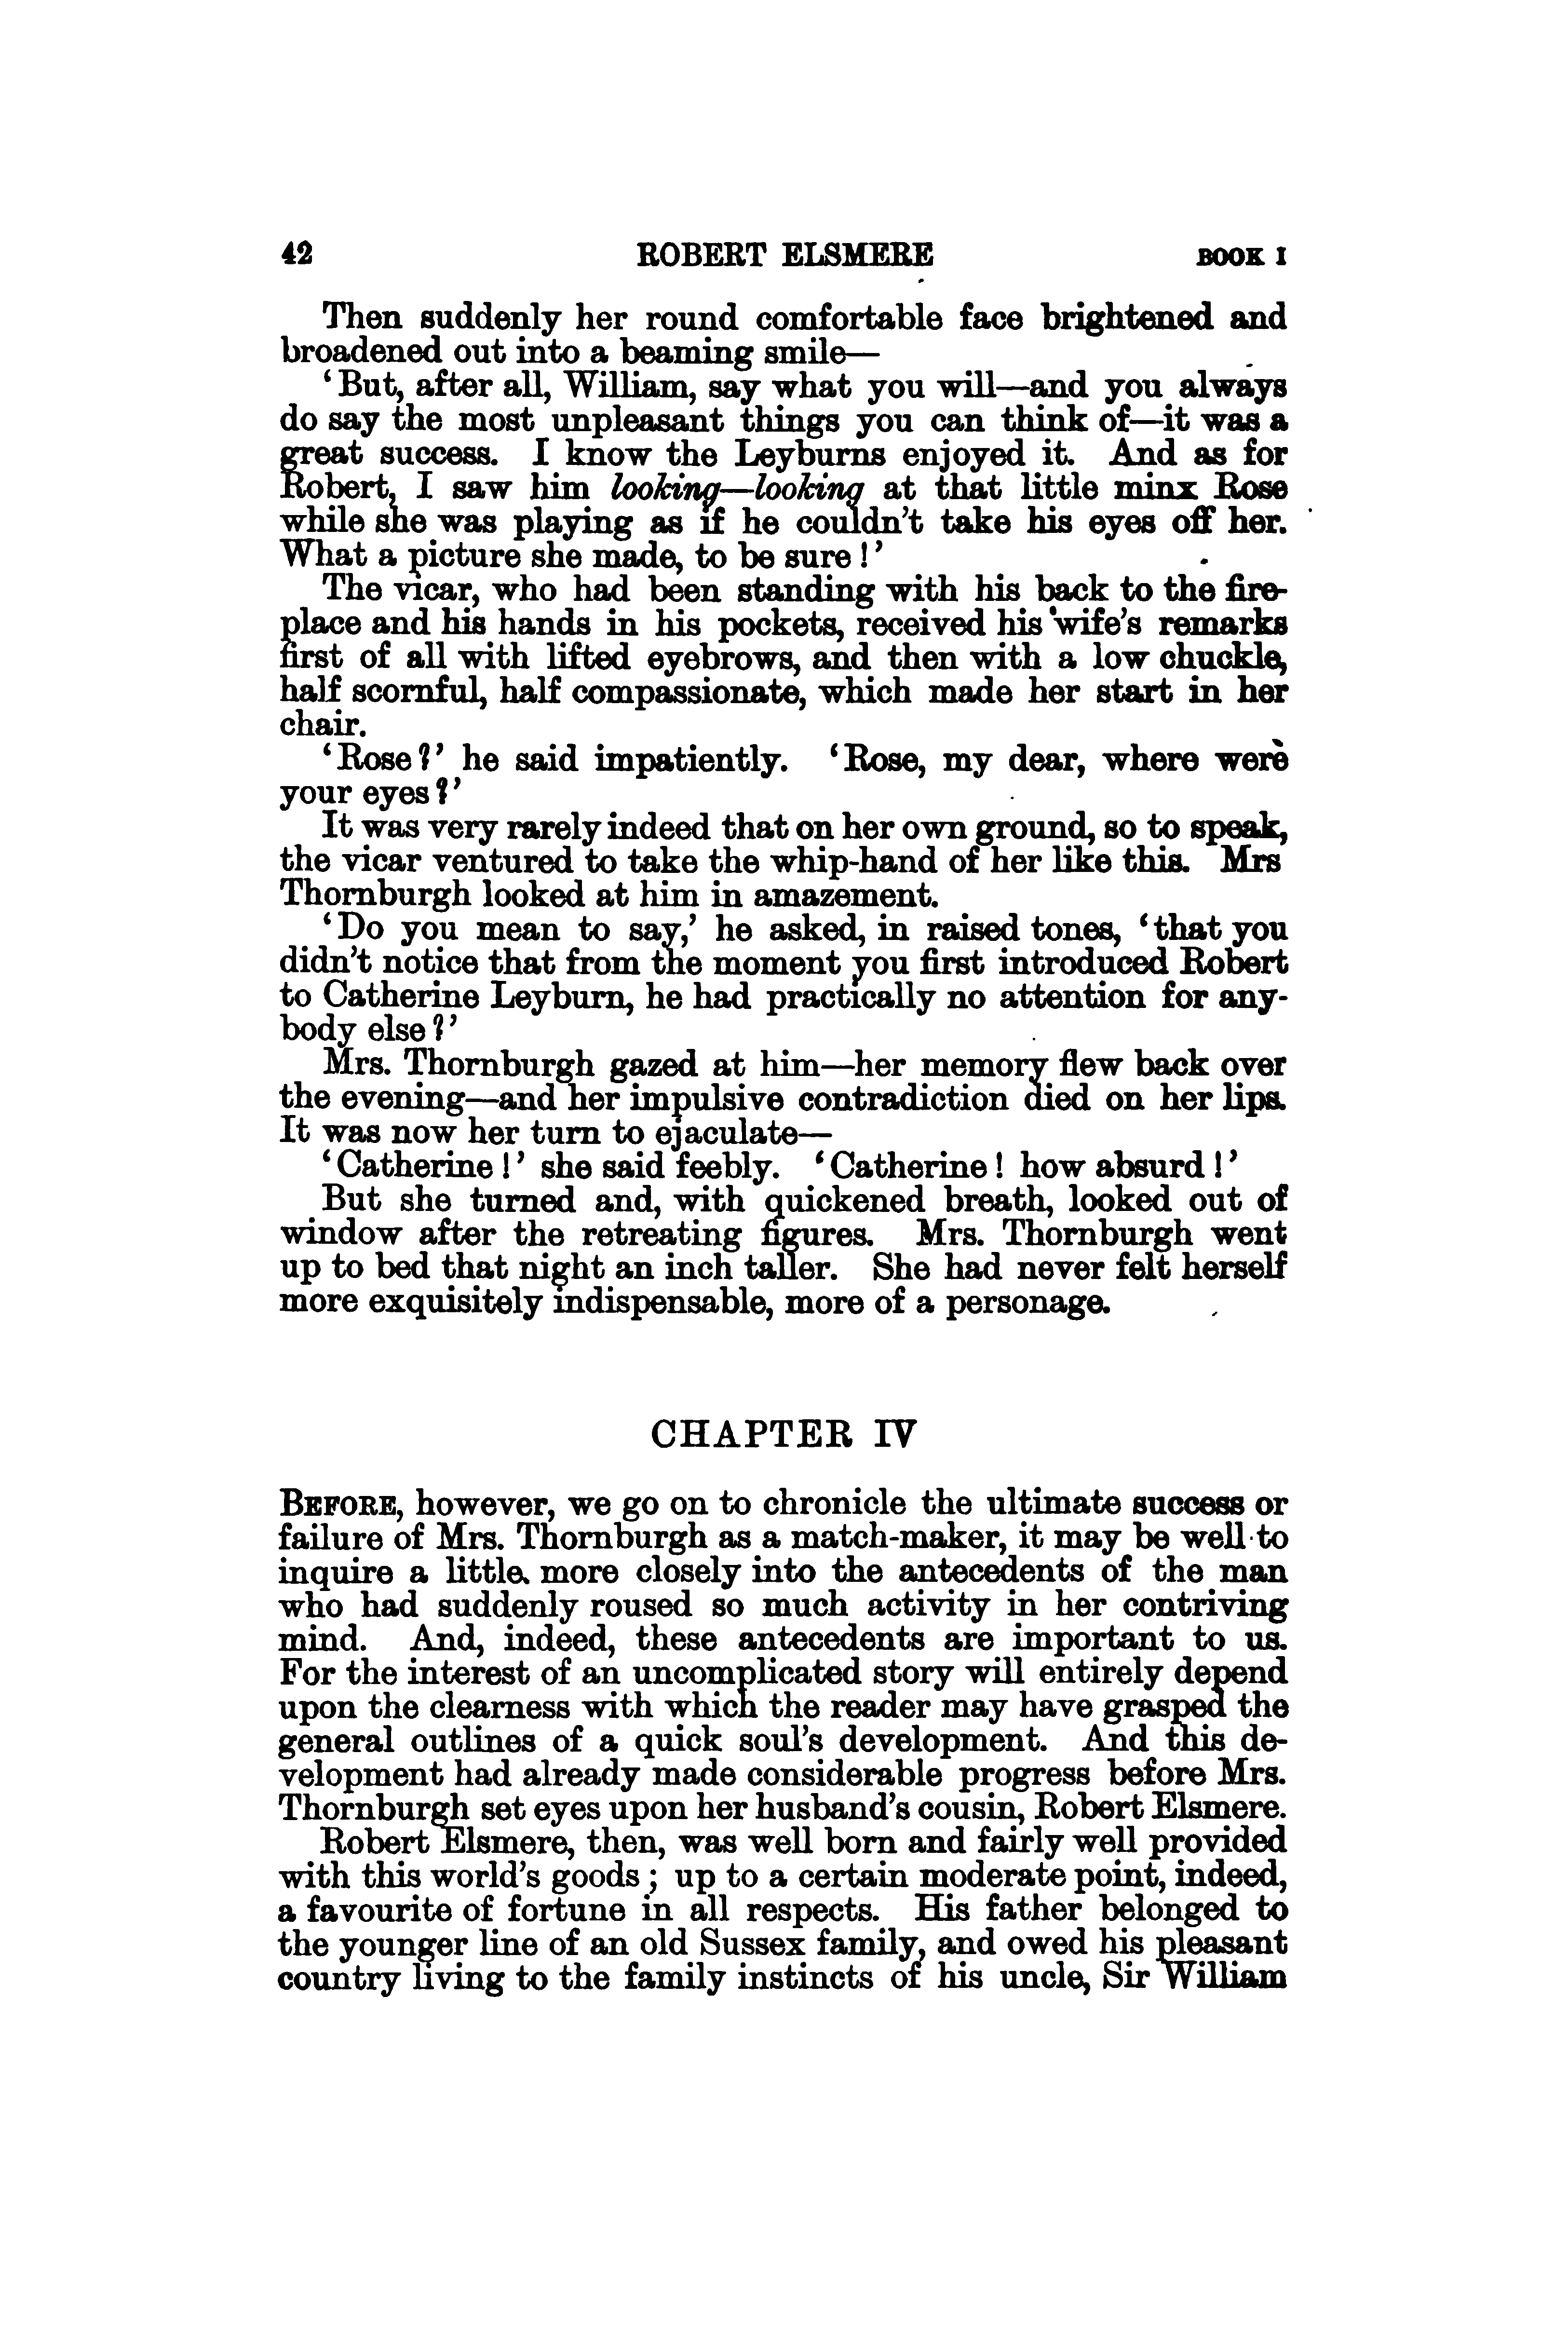 42 ROBERT ELSMERE BOOK I
Then suddenly her round comfortable face brightened and
broadened out into a beaming smile—
‘But, after all, William, say what you will—and you always
do say the most unpleasant things you can think of—it was a
great success. I know the Leyburns enjoyed it. And as for
Robert, I saw him looking—looking at that little minx Rose
while she was playing as if he couldn’t take his eyes off her.
What a picture she made, to be sure!’
The vicar, who had been standing with his back to the fire-
place and his hands in his pockets, received his wife’s remarks
first of all with lifted eyebrows, and then with a low chuckle,
half scornful, half compassionate, which made her start in her
chair.
‘Rose?’ he said impatiently. ‘Rose, my dear, where were
your eyes?’
It was very rarely indeed that on her own ground, so to speak,
the vicar ventured to take the whip-hand of her like this. Mrs
Thornburgh looked at him in amazement.
‘Do you mean to say,’ he asked, in raised tones, ‘that you
didn’t notice that from the moment you first introduced Robert
to Catherine Leyburn, he had practically no attention for any-
body else?’
Mrs. Thornburgh gazed at him—her memory flew back over
the evening—and her impulsive contradiction died on her lips.
It was now her turn to ejaculate—
‘Catherine!’ she said feebly. ‘Catherine! how absurd!’
But she turned and, with quickened breath, looked out of
window after the retreating figures. Mrs. Thornburgh went
up to bed that night an inch taller. She had never felt herself
more exquisitely indispensable, more of a personage.
CHAPTER IV
BEFORE, however, we go on to chronicle the ultimate success or
failure of Mrs. Thornburgh as a match-maker, it may be well to
inquire a little more closely into the antecedents of the man
who had suddenly roused so much activity in her contriving
mind. And, indeed, these antecedents are important to us.
For the interest of an uncomplicated story will entirely depend
upon the clearness with which the reader may have grasped the
general outlines of a quick soul’s development. And this de-
velopment had already made considerable progress before Mrs.
Thornburgh set eyes upon her husband’s cousin, Robert Elsmere.
Robert Elsmere, then, was well born and fairly well provided
with this world’s goods; up to a certain moderate point, indeed,
a favourite of fortune in all respects. His father belonged to
the younger line of an old Sussex family, and owed his pleasant
country living to the family instincts of his uncle, Sir William